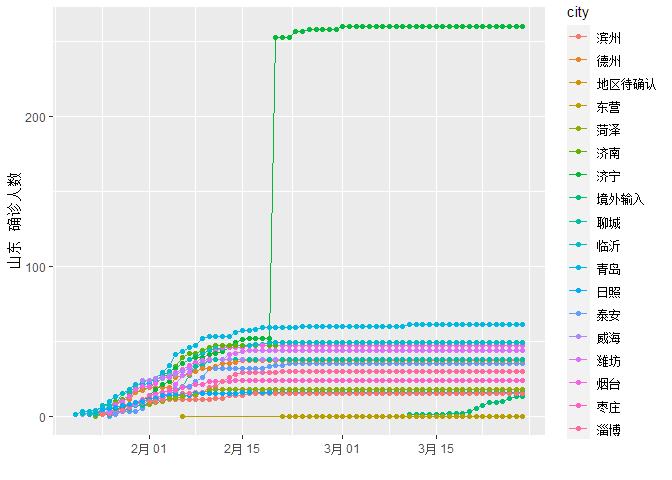 city
滨州
德州
地区待确认
东营
菏泽
济南
济宁
境外输入
聊城
临沂
青岛
日照
泰安
威海
潍坊
烟台
枣庄
淄博
山东 确诊人数
200
100
0
2月 01
2月 15
3月 01
3月 15